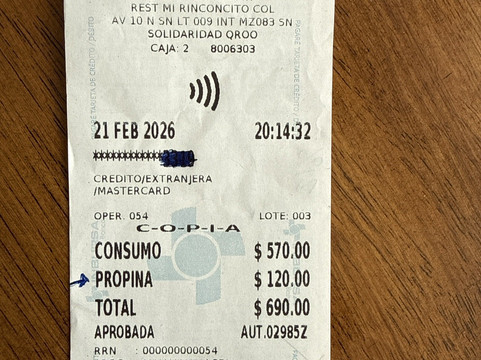 REST MI RINCONCITO COL
AV 10 N SN LT 009 INT MZ083 SN
SOLIDARIDAD QROO
CAJA: 2 8006303
21 FEB 2026 20:14:32
CREDITO/EXTRANJERA
/MASTERCARD
OPER. 054 LOTE: 003
C-O-P-I-A
CONSUMO $ 570.00
PROPINA $ 120.00
TOTAL $ 690.00
APROBADA AUT.02985Z
RRN : 000000000054